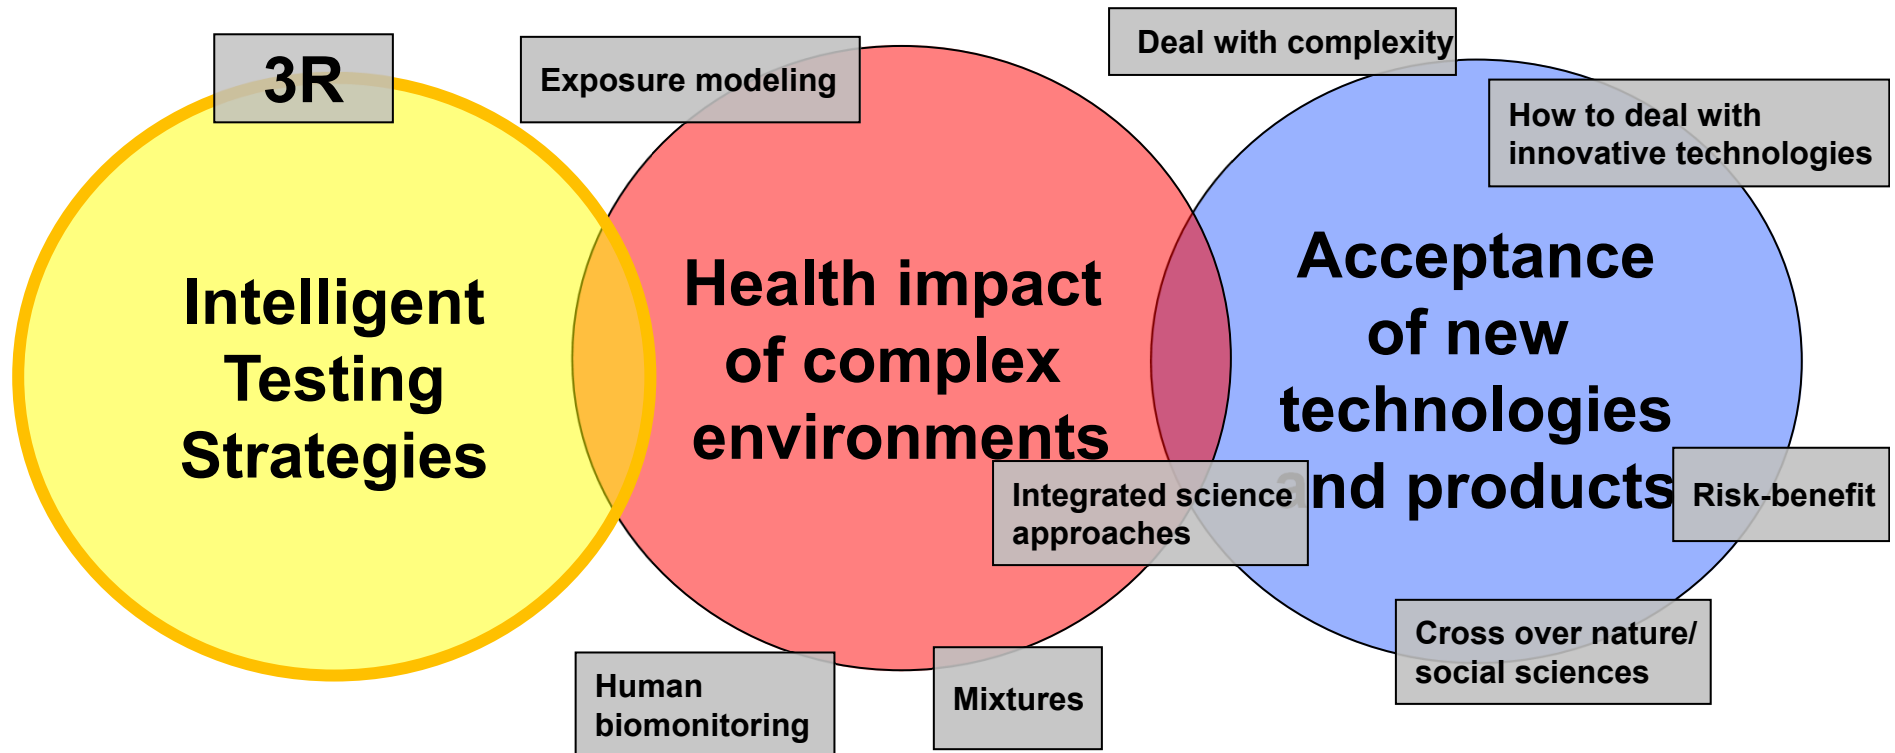 3R
Exposure modeling
Deal with complexity
How to deal with
innovative technologies
Intelligent
Testing
Strategies
Health impact
of complex
environments
Acceptance
of new
technologies
and products
Integrated science
approaches
Risk-benefit
Cross over nature/
social sciences
Human
biomonitoring
Mixtures